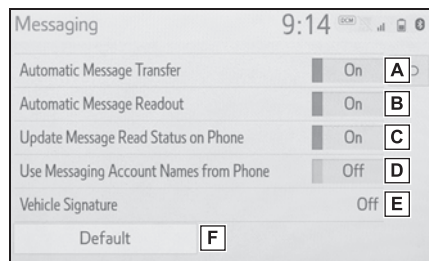 Messaging 9:14 DCM
Automatic Message Transfer On A
Automatic Message Readout On B
Update Message Read Status on Phone On C
Use Messaging Account Names from Phone Off D
Vehicle Signature Off E
Default F